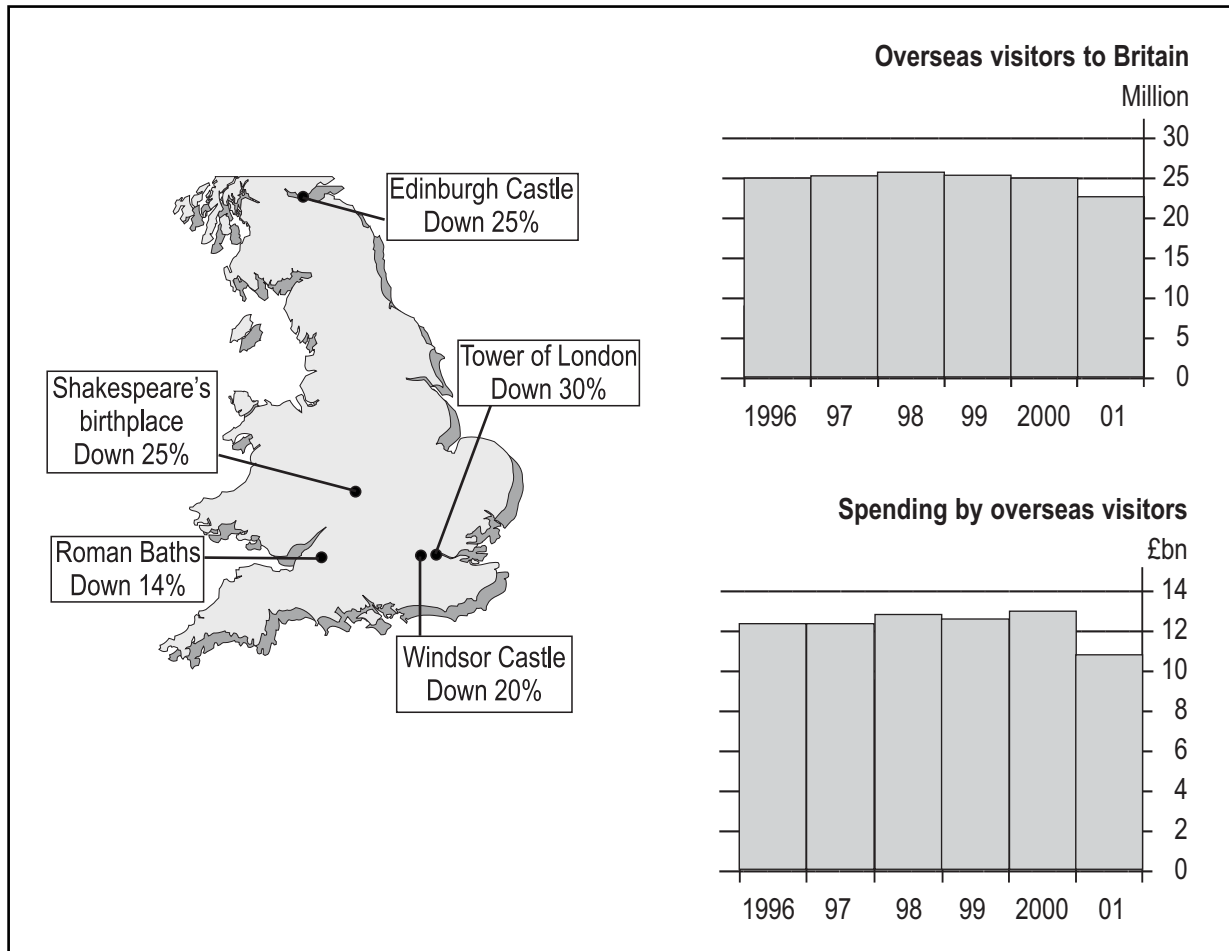 Edinburgh Castle
Down 25%
Tower of London
Down 30%
Shakespeare's
birthplace
Down 25%
Roman Baths
Down 14%
Windsor Castle
Down 20%
Overseas visitors to Britain
Million
30
25
20
15
10
5
0
1996 97 98 99 2000 01
Spending by overseas visitors
£bn
14
12
10
8
6
4
2
0
1996 97 98 99 2000 01